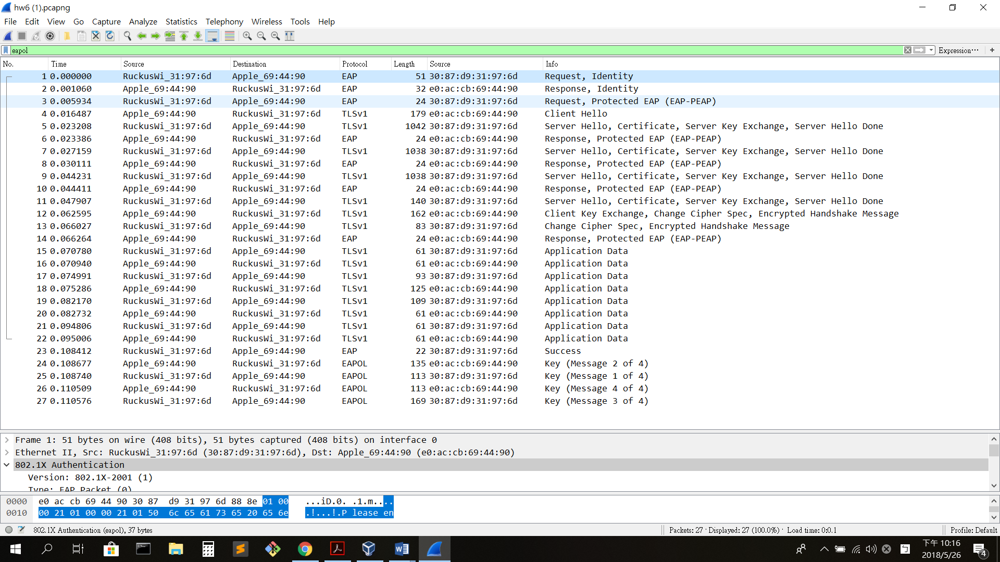 hw6 (1).pcapng
File Edit View Go Capture Analyze Statistics Telephony Wireless Tools Help
eapol Expression… +
No. Time Source Destination Protocol Length Source Info
1 0.000000 RuckusWi_31:97:6d Apple_69:44:90 EAP 51 30:87:d9:31:97:6d Request, Identity
2 0.001060 Apple_69:44:90 RuckusWi_31:97:6d EAP 32 e0:ac:cb:69:44:90 Response, Identity
3 0.005934 RuckusWi_31:97:6d Apple_69:44:90 EAP 24 30:87:d9:31:97:6d Request, Protected EAP (EAP-PEAP)
4 0.016487 Apple_69:44:90 RuckusWi_31:97:6d TLSv1 179 e0:ac:cb:69:44:90 Client Hello
5 0.023208 RuckusWi_31:97:6d Apple_69:44:90 TLSv1 1042 30:87:d9:31:97:6d Server Hello, Certificate, Server Key Exchange, Server Hello Done
6 0.023386 Apple_69:44:90 RuckusWi_31:97:6d EAP 24 e0:ac:cb:69:44:90 Response, Protected EAP (EAP-PEAP)
7 0.027159 RuckusWi_31:97:6d Apple_69:44:90 TLSv1 1038 30:87:d9:31:97:6d Server Hello, Certificate, Server Key Exchange, Server Hello Done
8 0.030111 Apple_69:44:90 RuckusWi_31:97:6d EAP 24 e0:ac:cb:69:44:90 Response, Protected EAP (EAP-PEAP)
9 0.044231 RuckusWi_31:97:6d Apple_69:44:90 TLSv1 1038 30:87:d9:31:97:6d Server Hello, Certificate, Server Key Exchange, Server Hello Done
10 0.044411 Apple_69:44:90 RuckusWi_31:97:6d EAP 24 e0:ac:cb:69:44:90 Response, Protected EAP (EAP-PEAP)
11 0.047907 RuckusWi_31:97:6d Apple_69:44:90 TLSv1 140 30:87:d9:31:97:6d Server Hello, Certificate, Server Key Exchange, Server Hello Done
12 0.062595 Apple_69:44:90 RuckusWi_31:97:6d TLSv1 162 e0:ac:cb:69:44:90 Client Key Exchange, Change Cipher Spec, Encrypted Handshake Message
13 0.066027 RuckusWi_31:97:6d Apple_69:44:90 TLSv1 83 30:87:d9:31:97:6d Change Cipher Spec, Encrypted Handshake Message
14 0.066264 Apple_69:44:90 RuckusWi_31:97:6d EAP 24 e0:ac:cb:69:44:90 Response, Protected EAP (EAP-PEAP)
15 0.070780 RuckusWi_31:97:6d Apple_69:44:90 TLSv1 61 30:87:d9:31:97:6d Application Data
16 0.070940 Apple_69:44:90 RuckusWi_31:97:6d TLSv1 61 e0:ac:cb:69:44:90 Application Data
17 0.074991 RuckusWi_31:97:6d Apple_69:44:90 TLSv1 93 30:87:d9:31:97:6d Application Data
18 0.075286 Apple_69:44:90 RuckusWi_31:97:6d TLSv1 125 e0:ac:cb:69:44:90 Application Data
19 0.082170 RuckusWi_31:97:6d Apple_69:44:90 TLSv1 109 30:87:d9:31:97:6d Application Data
20 0.082732 Apple_69:44:90 RuckusWi_31:97:6d TLSv1 61 e0:ac:cb:69:44:90 Application Data
21 0.094806 RuckusWi_31:97:6d Apple_69:44:90 TLSv1 61 30:87:d9:31:97:6d Application Data
22 0.095006 Apple_69:44:90 RuckusWi_31:97:6d TLSv1 61 e0:ac:cb:69:44:90 Application Data
23 0.108412 RuckusWi_31:97:6d Apple_69:44:90 EAP 22 30:87:d9:31:97:6d Success
24 0.108677 Apple_69:44:90 RuckusWi_31:97:6d EAPOL 135 e0:ac:cb:69:44:90 Key (Message 2 of 4)
25 0.108740 RuckusWi_31:97:6d Apple_69:44:90 EAPOL 113 30:87:d9:31:97:6d Key (Message 1 of 4)
26 0.110509 Apple_69:44:90 RuckusWi_31:97:6d EAPOL 113 e0:ac:cb:69:44:90 Key (Message 4 of 4)
27 0.110576 RuckusWi_31:97:6d Apple_69:44:90 EAPOL 169 30:87:d9:31:97:6d Key (Message 3 of 4)
Frame 1: 51 bytes on wire (408 bits), 51 bytes captured (408 bits) on interface 0
Ethernet II, Src: RuckusWi_31:97:6d (30:87:d9:31:97:6d), Dst: Apple_69:44:90 (e0:ac:cb:69:44:90)
802.1X Authentication
Version: 802.1X-2001 (1)
Type: EAP Packet (0)
0000 e0 ac cb 69 44 90 30 87 d9 31 97 6d 88 8e 01 00 ...iD.0. .1.m....
0010 00 21 01 00 00 21 01 50 6c 65 61 73 65 20 65 6e .!...!.P lease en
802.1X Authentication (eapol), 37 bytes Packets: 27 · Displayed: 27 (100.0%) · Load time: 0:0.1 Profile: Default
下午 10:16
2018/5/26
4